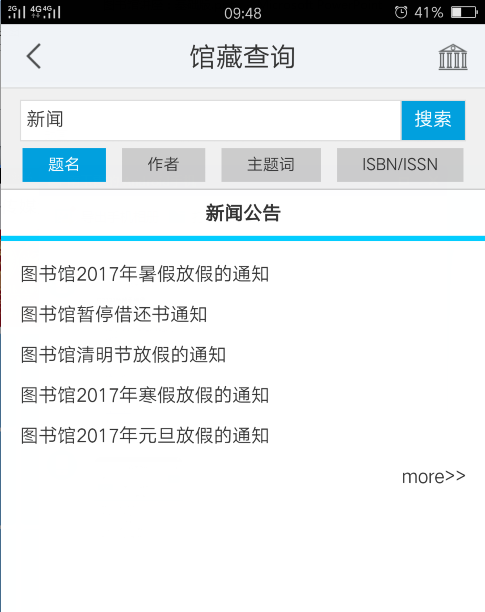 2G 4G 4G 09:48 41%
馆藏查询
新闻 搜索
题名 作者 主题词 ISBN/ISSN
新闻公告
图书馆2017年暑假放假的通知
图书馆暂停借还书通知
图书馆清明节放假的通知
图书馆2017年寒假放假的通知
图书馆2017年元旦放假的通知
more>>